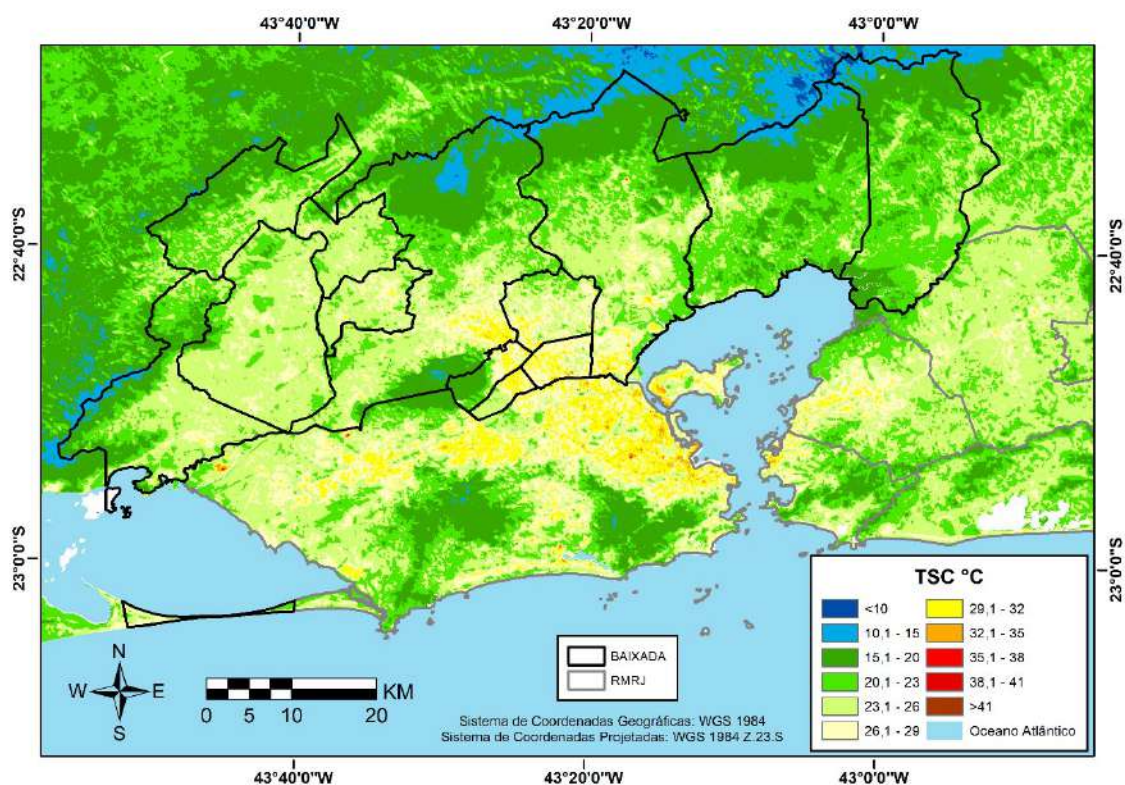 43°40'0"W 43°20'0"W 43°0'0"W
22°40'0"S 22°40'0"S
23°0'0"S 23°0'0"S
TSC °C
<10 29,1 - 32
10,1 - 15 32,1 - 35
15,1 - 20 35,1 - 38
20,1 - 23 38,1 - 41
23,1 - 26 >41
26,1 - 29 Oceano Atlântico
BAIXADA
RMRJ
N
W E
S
KM
0 5 10 20
Sistema de Coordenadas Geográficas: WGS 1984
Sistema de Coordenadas Projetadas: WGS 1984 Z.23.S
43°40'0"W 43°20'0"W 43°0'0"W